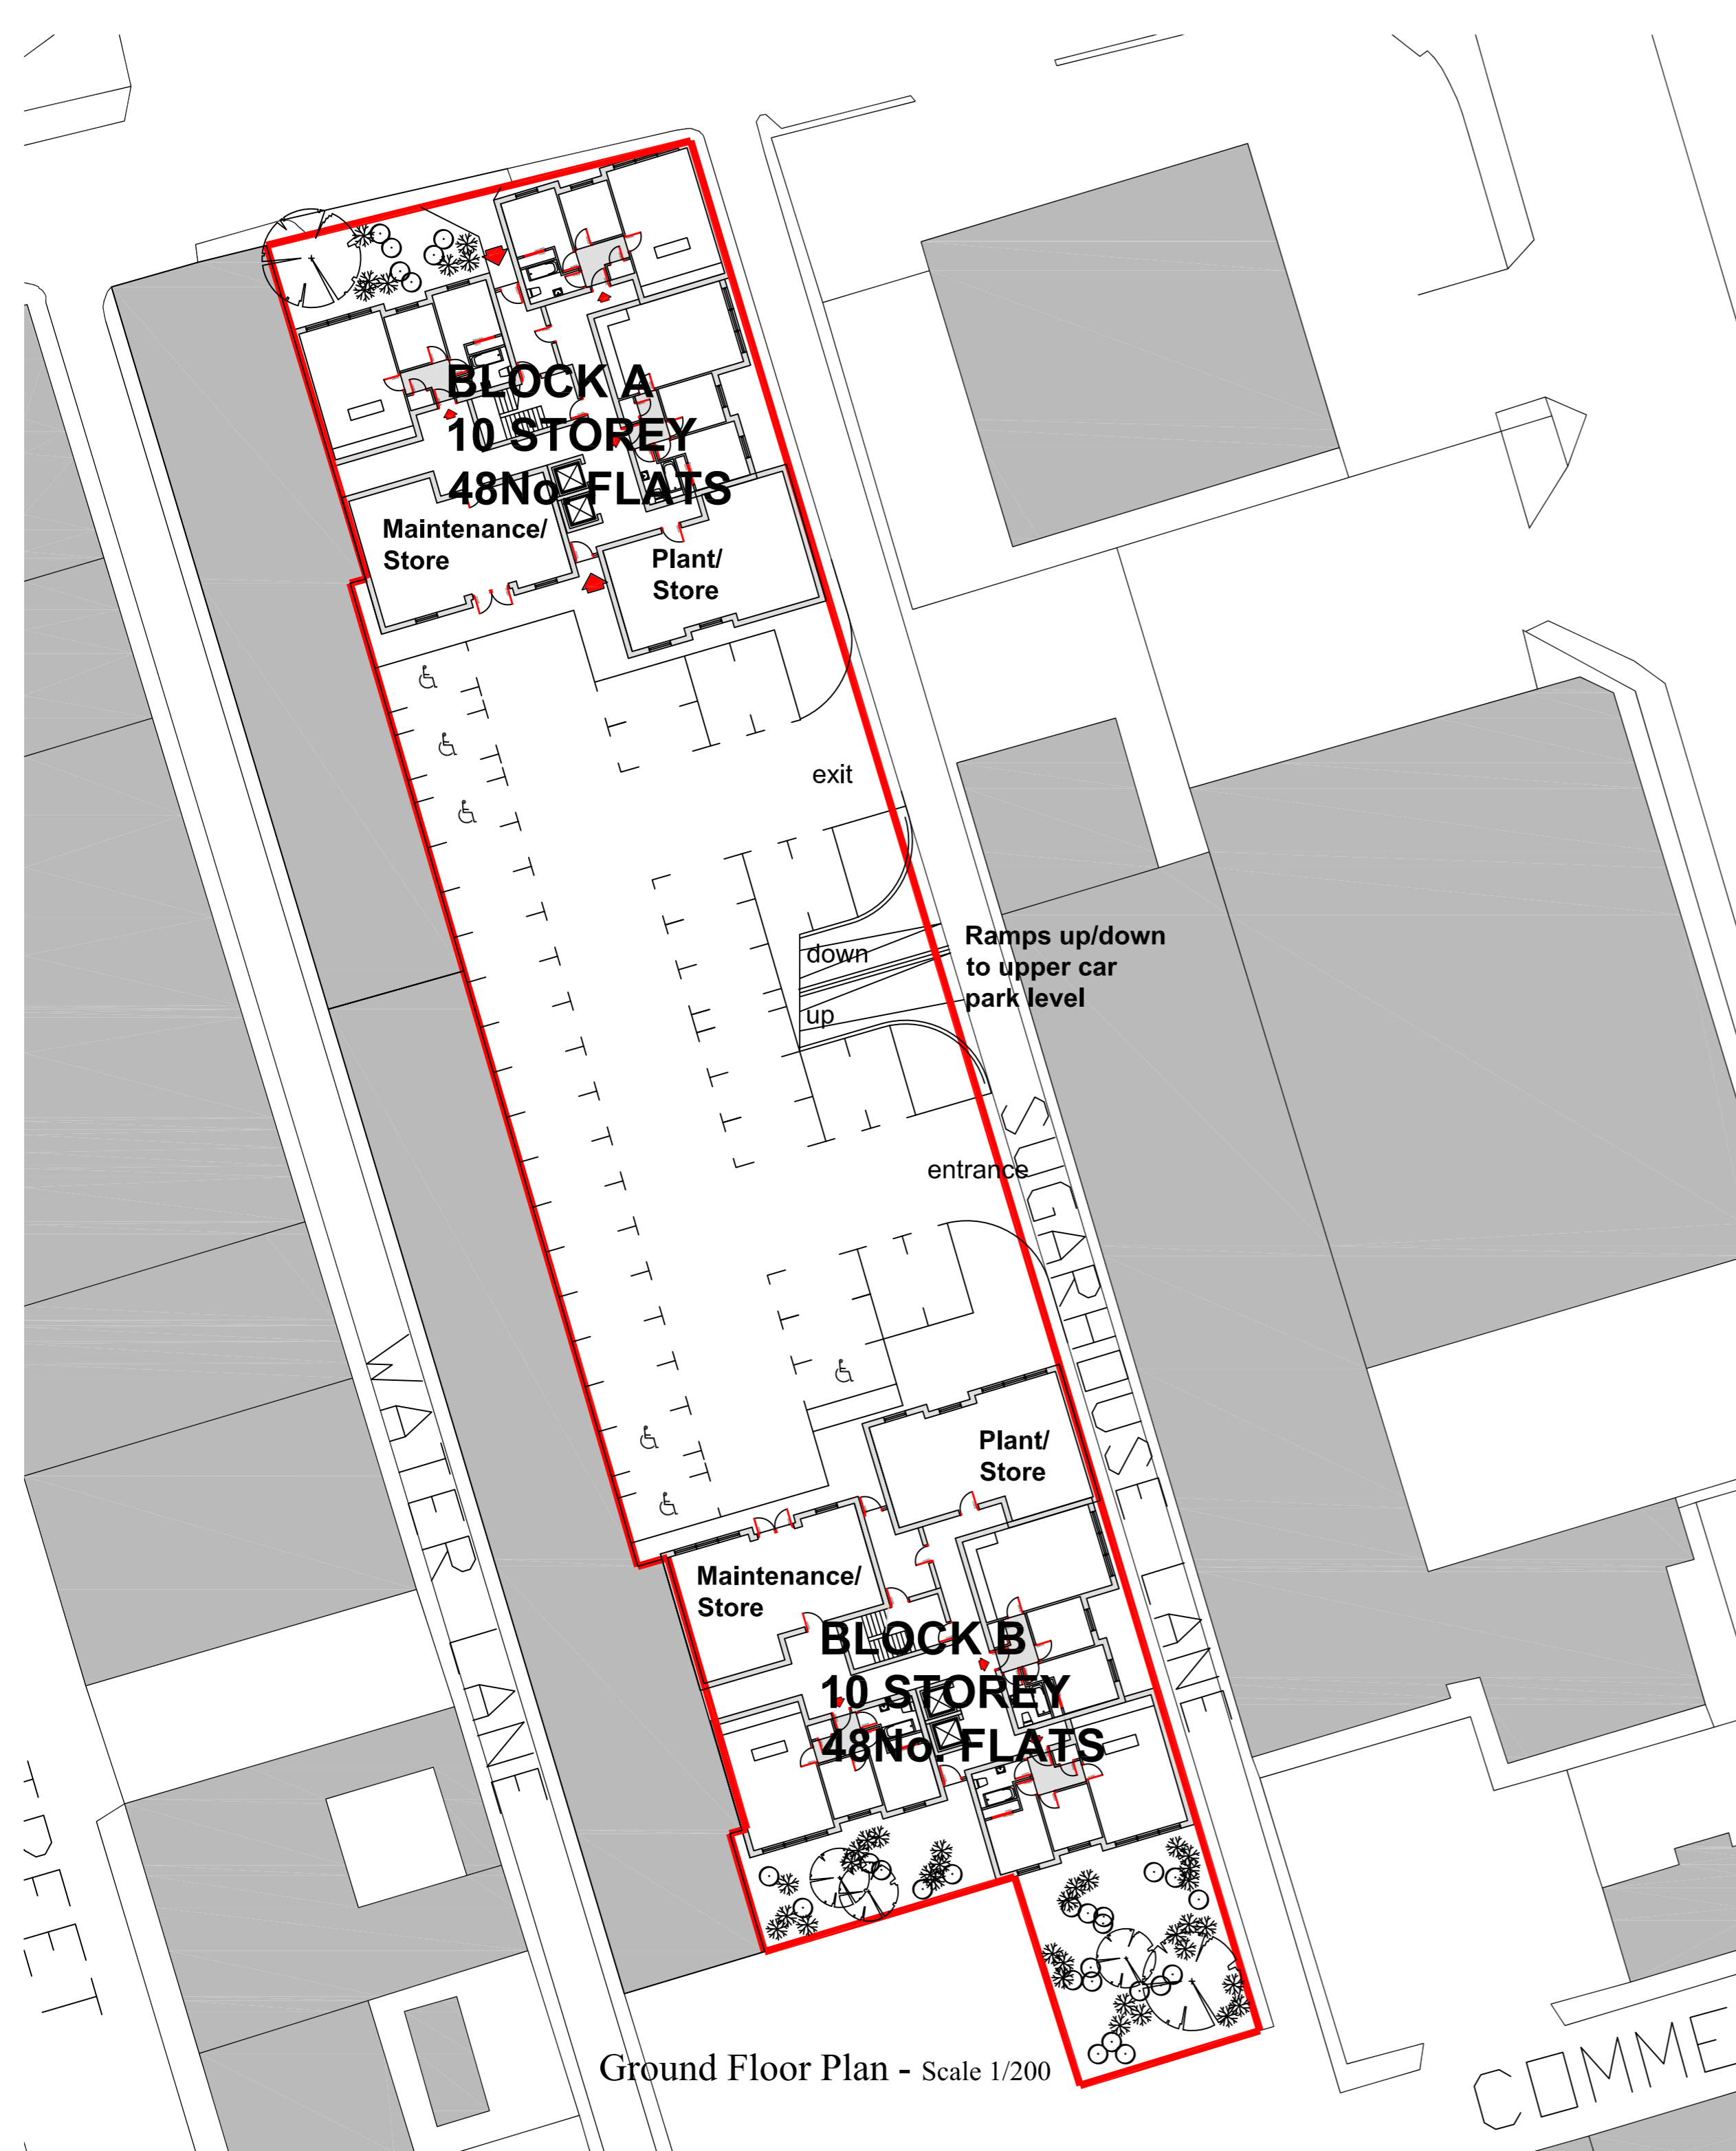 BLOCK A
10 STOREY
48No. FLATS
Maintenance/
Store
Plant/
Store
exit
down
up
Ramps up/down
to upper car
park level
entrance
SUGARHOUSE LANE
WATER LANE
Plant/
Store
Maintenance/
Store
BLOCK B
10 STOREY
48No. FLATS
Ground Floor Plan - Scale 1/200
COMME